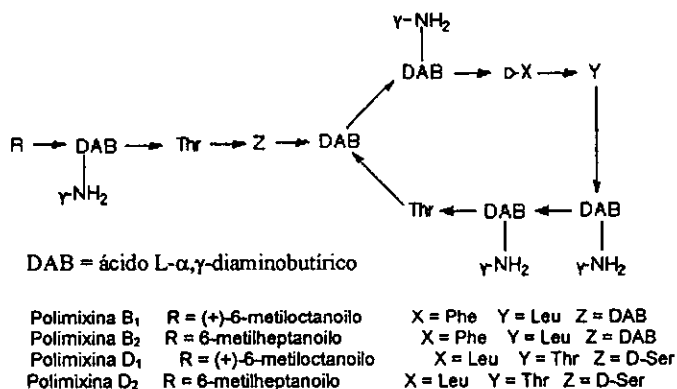 γ-NH₂
DAB → D-X → Y
R → DAB → Thr → Z → DAB
γ-NH₂
Thr ← DAB ← DAB
γ-NH₂ γ-NH₂
DAB = ácido L-α,γ-diaminobutírico
Polimixina B₁ R = (+)-6-metiloctanoilo X = Phe Y = Leu Z = DAB
Polimixina B₂ R = 6-metilheptanoilo X = Phe Y = Leu Z = DAB
Polimixina D₁ R = (+)-6-metiloctanoilo X = Leu Y = Thr Z = D-Ser
Polimixina D₂ R = 6-metilheptanoilo X = Leu Y = Thr Z = D-Ser